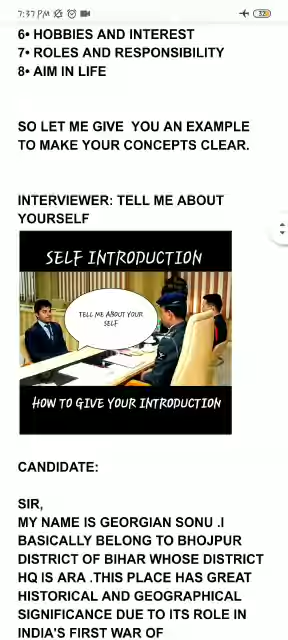 7:37 PM
32
6• HOBBIES AND INTEREST
7• ROLES AND RESPONSIBILITY
8• AIM IN LIFE
SO LET ME GIVE  YOU AN EXAMPLE
TO MAKE YOUR CONCEPTS CLEAR.
INTERVIEWER: TELL ME ABOUT
YOURSELF
SELF INTRODUCTION
TELL ME ABOUT YOUR
SELF
HOW TO GIVE YOUR INTRODUCTION
CANDIDATE:
SIR,
MY NAME IS GEORGIAN SONU .I
BASICALLY BELONG TO BHOJPUR
DISTRICT OF BIHAR WHOSE DISTRICT
HQ IS ARA .THIS PLACE HAS GREAT
HISTORICAL AND GEOGRAPHICAL
SIGNIFICANCE DUE TO ITS ROLE IN
INDIA'S FIRST WAR OF